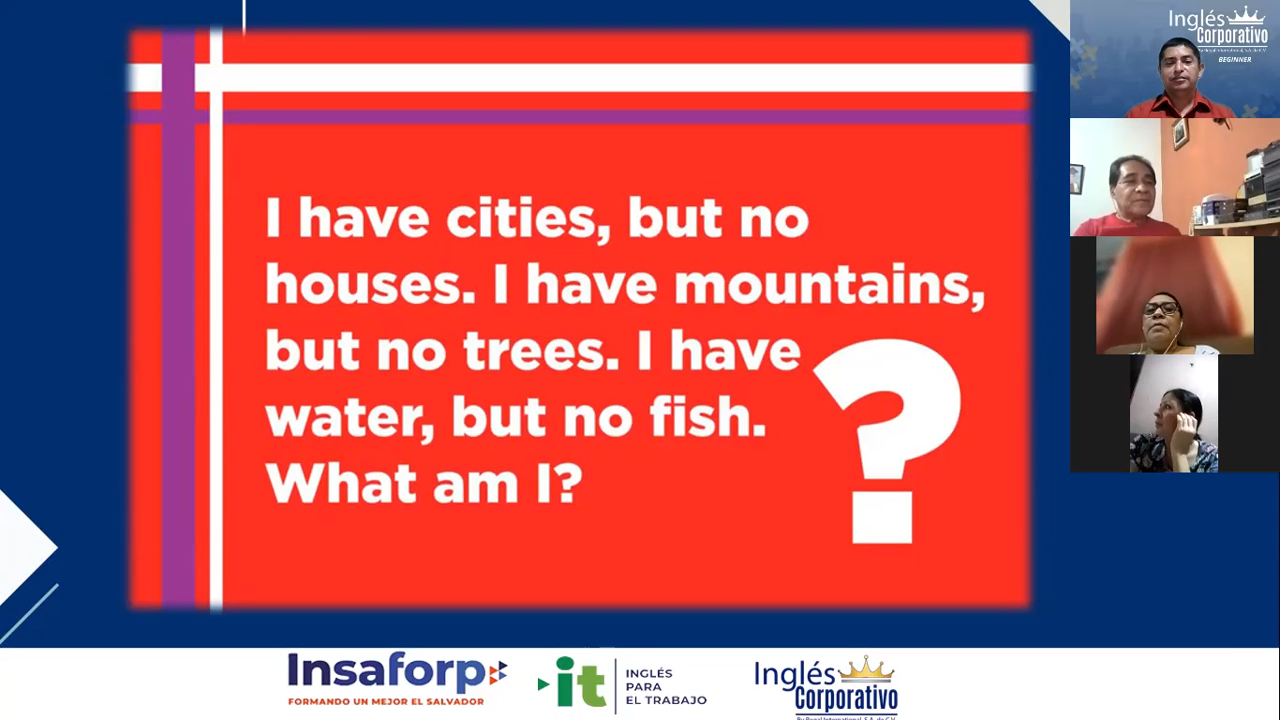 I have cities, but no
houses. I have mountains,
but no trees. I have
water, but no fish.
What am I?
?
Inglés
Corporativo
BEGINNER
Insaforp
FORMANDO UN MEJOR EL SALVADOR
it
INGLÉS
PARA
EL TRABAJO
Inglés
Corporativo